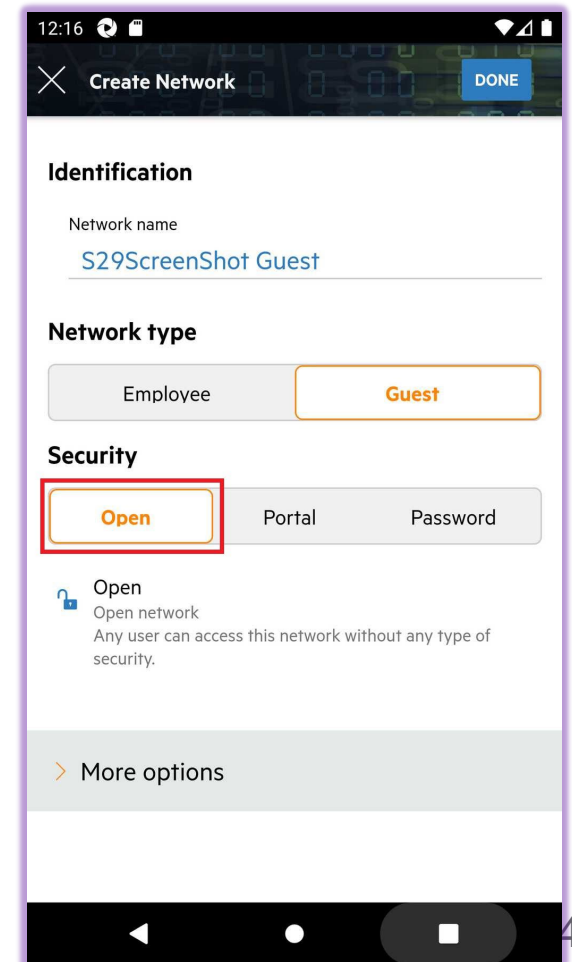 12:16
Create Network
DONE
Identification
Network name
S29ScreenShot Guest
Network type
Employee
Guest
Security
Open
Portal
Password
Open
Open network
Any user can access this network without any type of
security.
More options
4